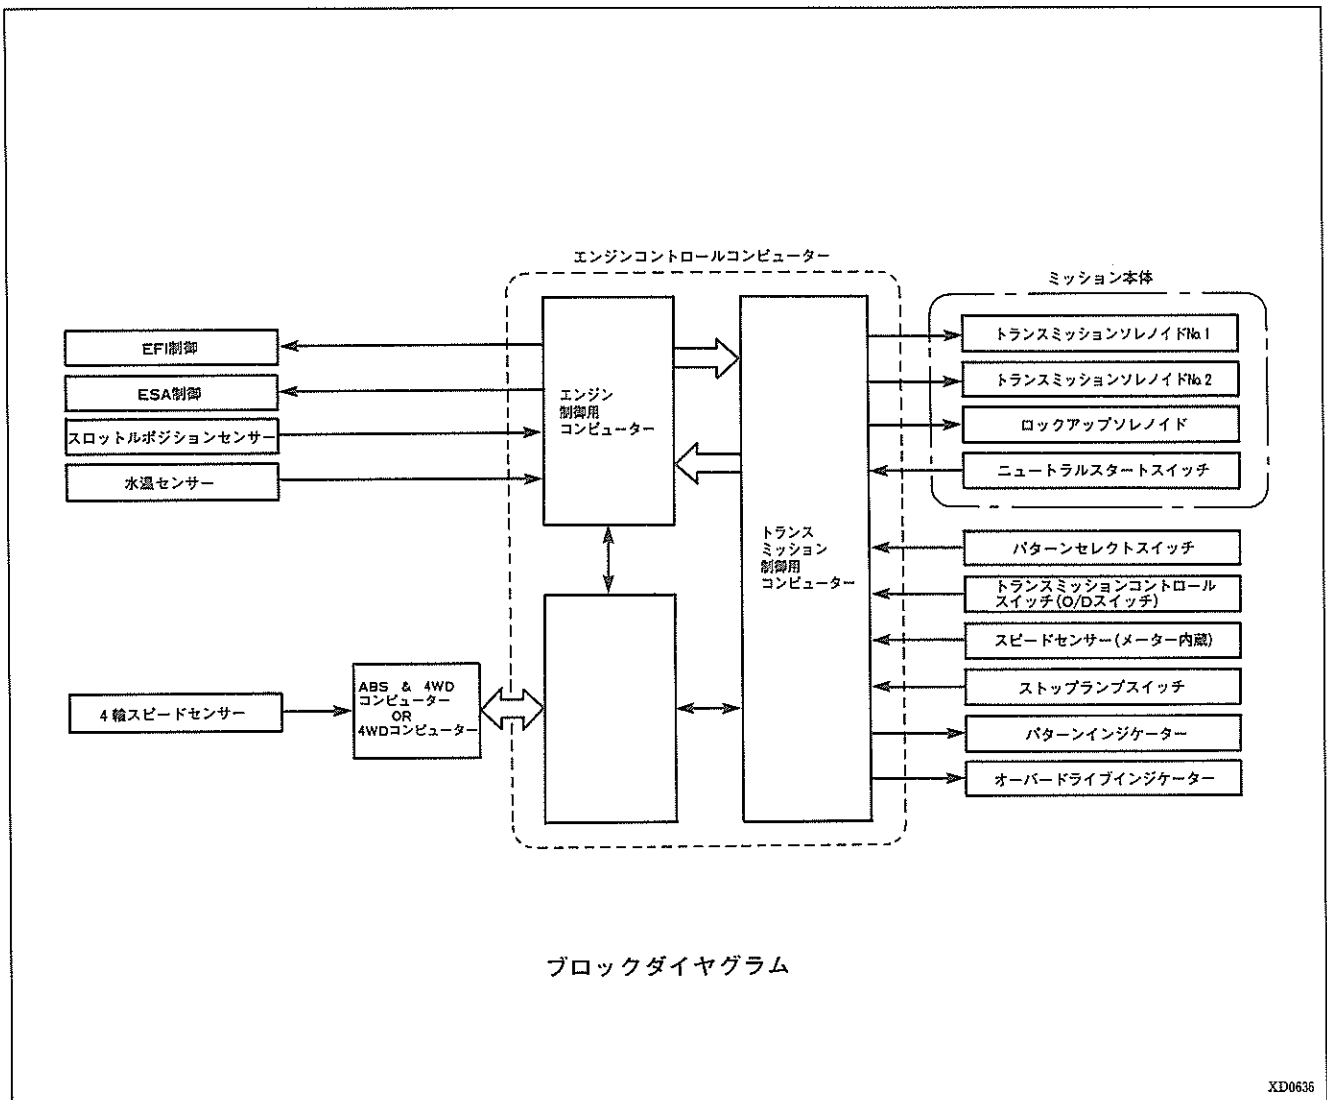 エンジンコントロールコンピューター
ミッション本体
EFI制御
ESA制御
スロットルポジションセンサー
水温センサー
エンジン
制御用
コンピューター
トランスミッションソレノイドNo.1
トランスミッションソレノイドNo.2
ロックアップソレノイド
ニュートラルスタートスイッチ
トランス
ミッション
制御用
コンピューター
パターンセレクトスイッチ
トランスミッションコントロール
スイッチ(O/Dスイッチ)
スピードセンサー(メーター内蔵)
ストップランプスイッチ
パターンインジケーター
オーバードライブインジケーター
4輪スピードセンサー
ABS & 4WD
コンピューター
OR
4WDコンピューター
ブロックダイヤグラム
XD0636